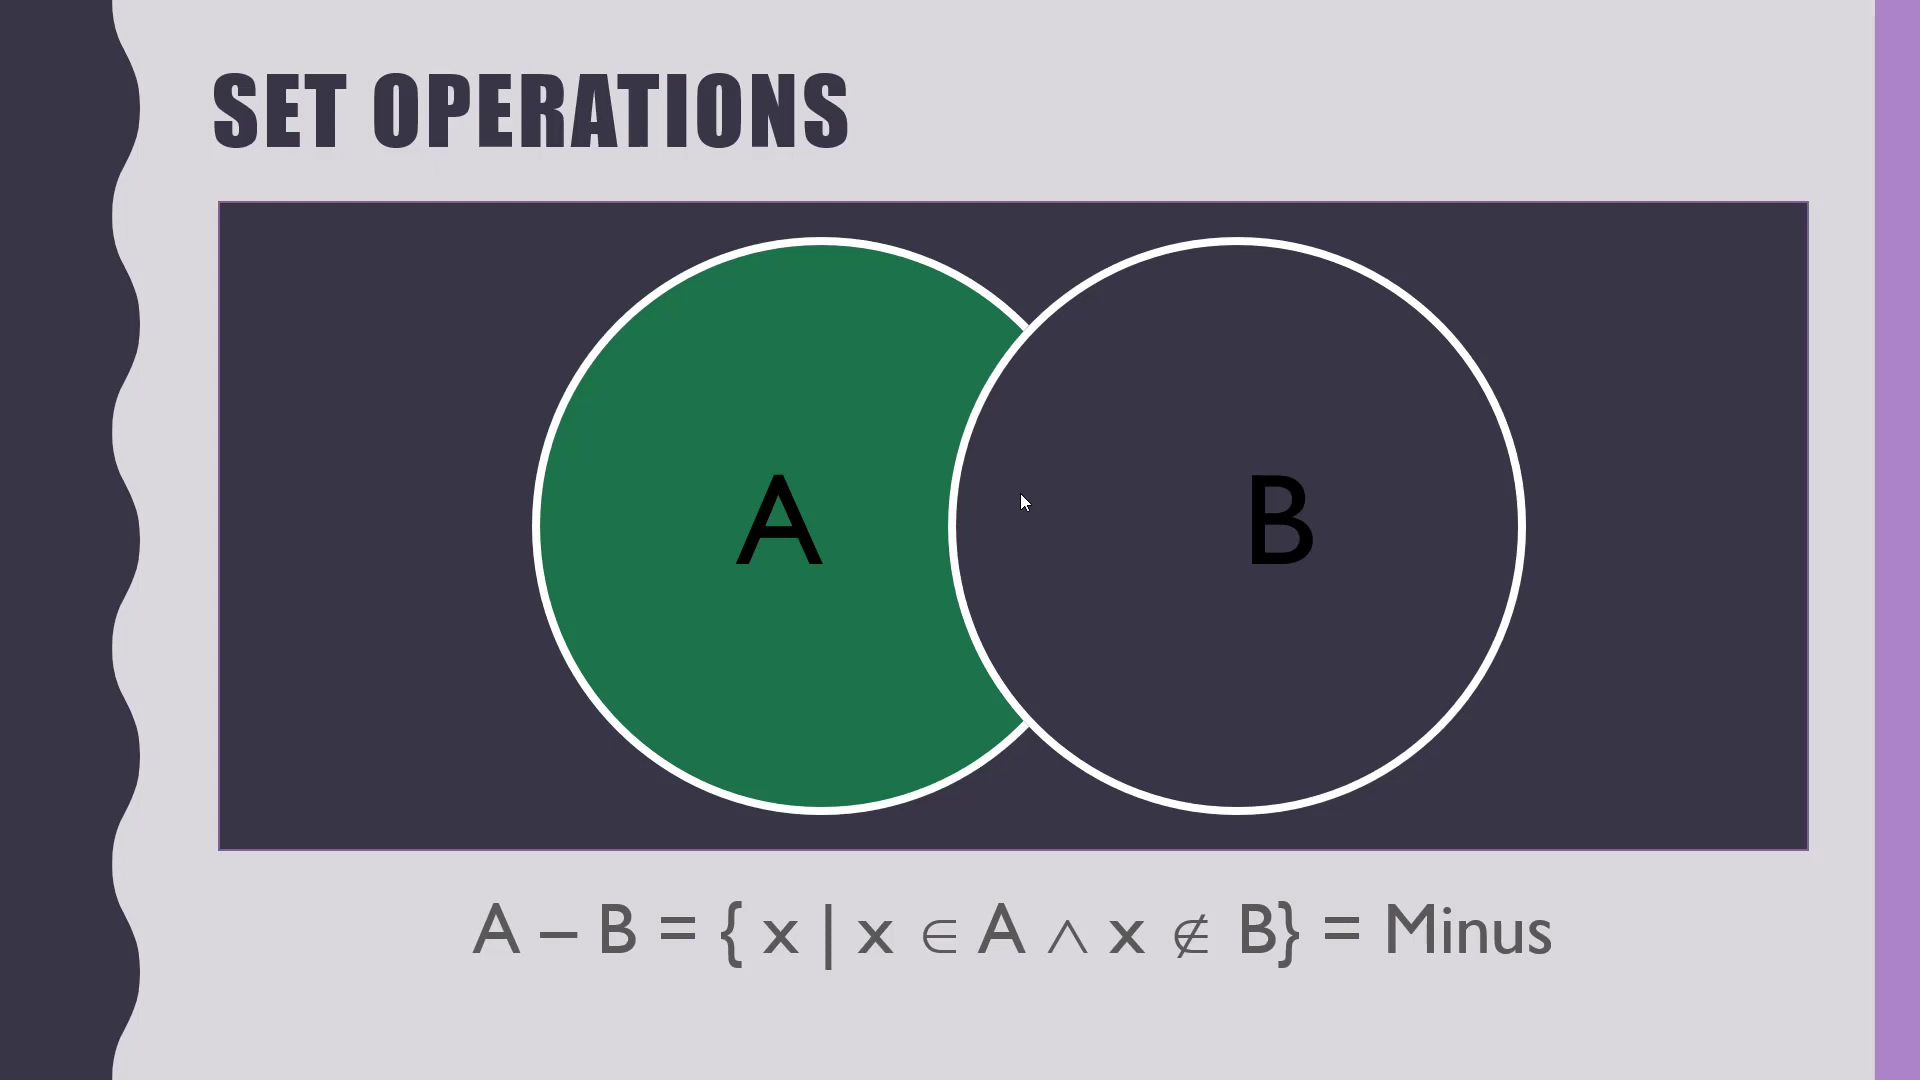 SET OPERATIONS
A
B
A – B = { x | x ∈ A ∧ x ∉ B} = Minus